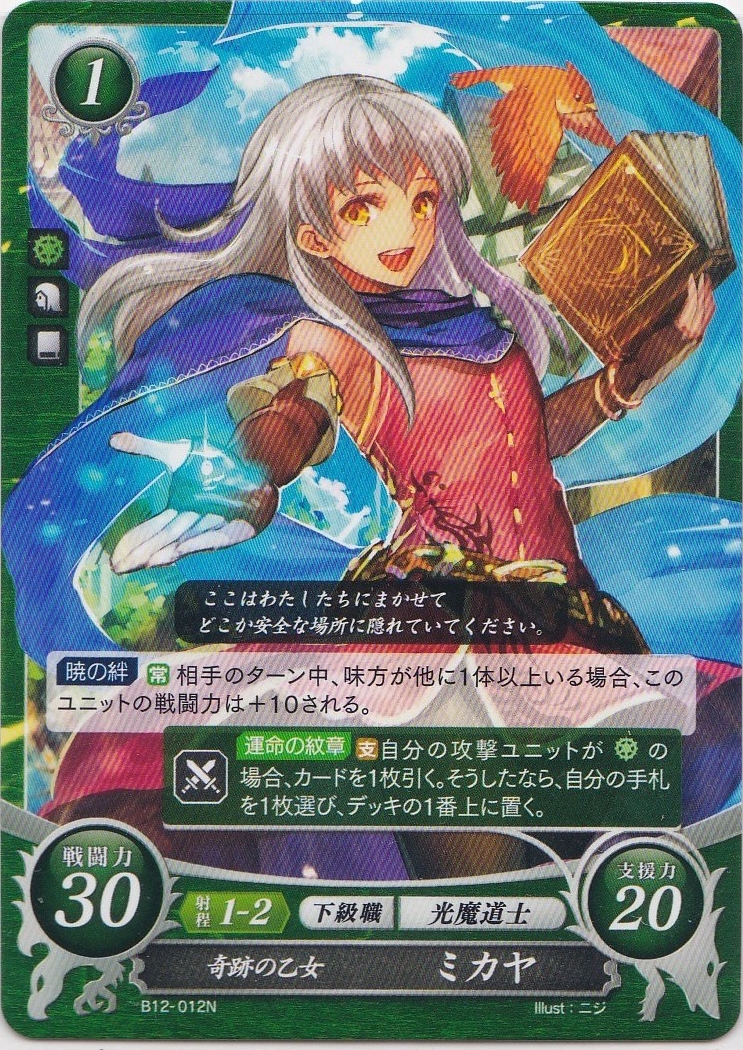 1
ここはわたしたちにまかせて
どこか安全な場所に隠れていてください。
暁の絆 常 相手のターン中、味方が他に1体以上いる場合、この
ユニットの戦闘力は＋10される。
運命の紋章 支 自分の攻撃ユニットが の
場合、カードを1枚引く。そうしたなら、自分の手札
を1枚選び、デッキの1番上に置く。
戦闘力
30
射程 1-2
下級職 光魔道士
支援力
20
奇跡の乙女 ミカヤ
B12-012N Illust：ニジ